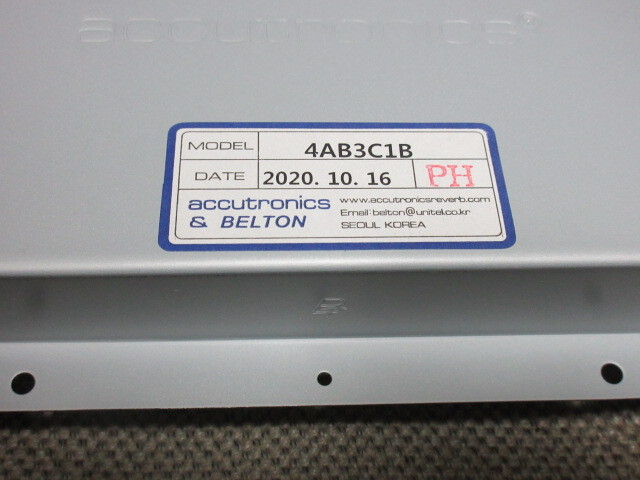 accutronics®
MODEL 4AB3C1B
DATE 2020. 10. 16 PH
accutronics
& BELTON
www.accutronicsreverb.com
Email: belton@unitel.co.kr
SEOUL KOREA